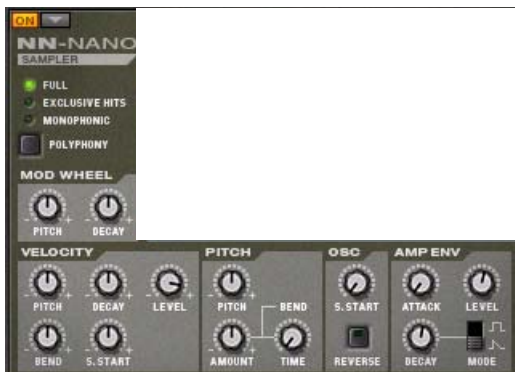 ON
NN-NANO
SAMPLER
FULL
EXCLUSIVE HITS
MONOPHONIC
POLYPHONY
MOD WHEEL
PITCH DECAY
VELOCITY PITCH OSC AMP ENV
PITCH DECAY LEVEL PITCH BEND S.START ATTACK LEVEL
BEND S.START AMOUNT TIME REVERSE DECAY MODE